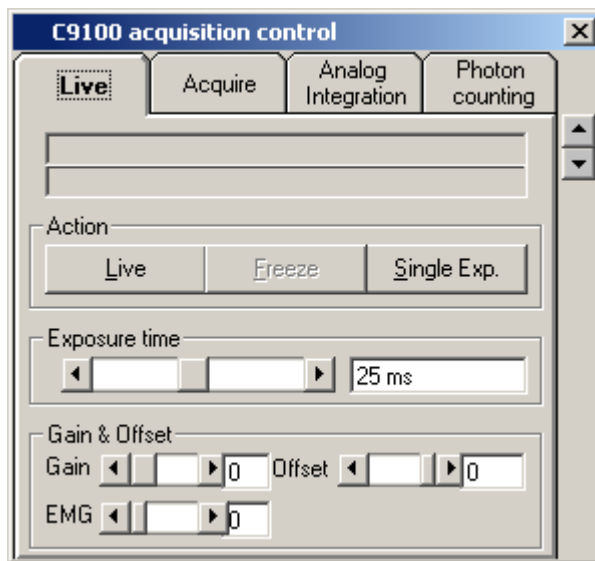 C9100 acquisition control
Live
Acquire
Analog
Integration
Photon
counting
Action
Live Freeze Single Exp.
Exposure time
25 ms
Gain & Offset
Gain 0 Offset 0
EMG 0